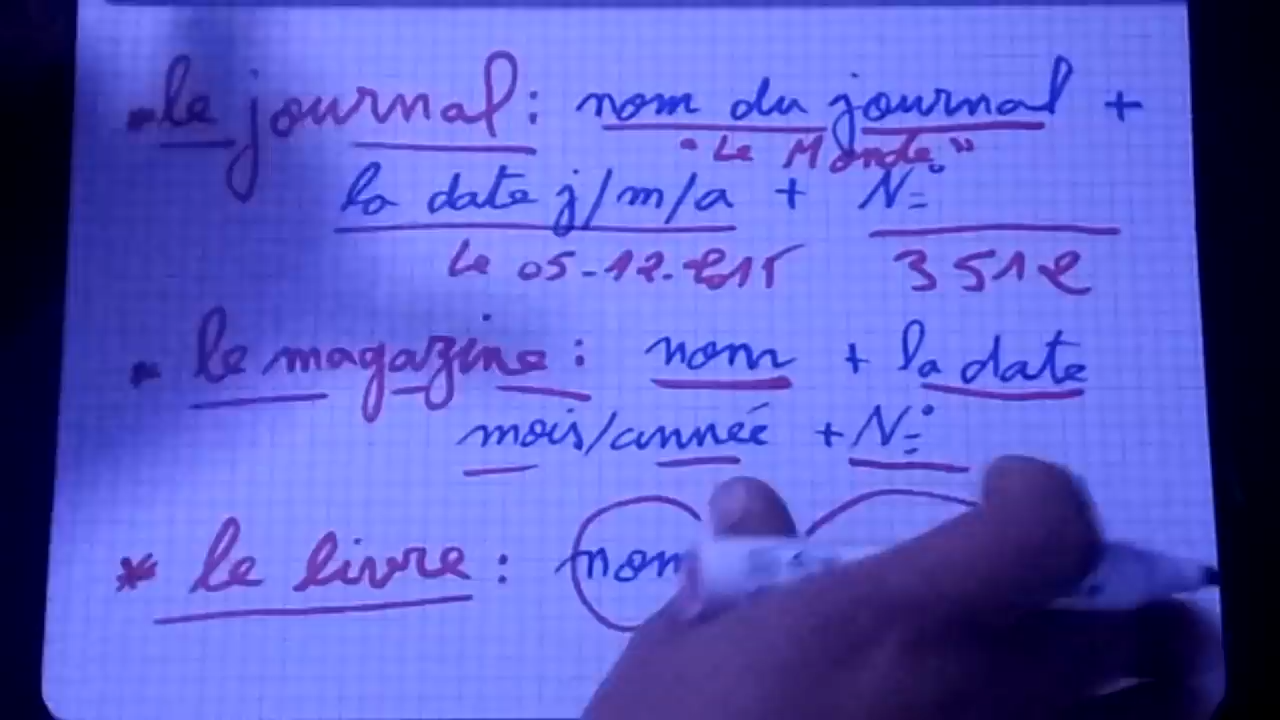 - le journal : nom du journal +
"Le Monde"
la date j/m/a + N°
Le 05-12-2015 3512
- le magazine : nom + la date
mois/année + N°
* le livre : nom